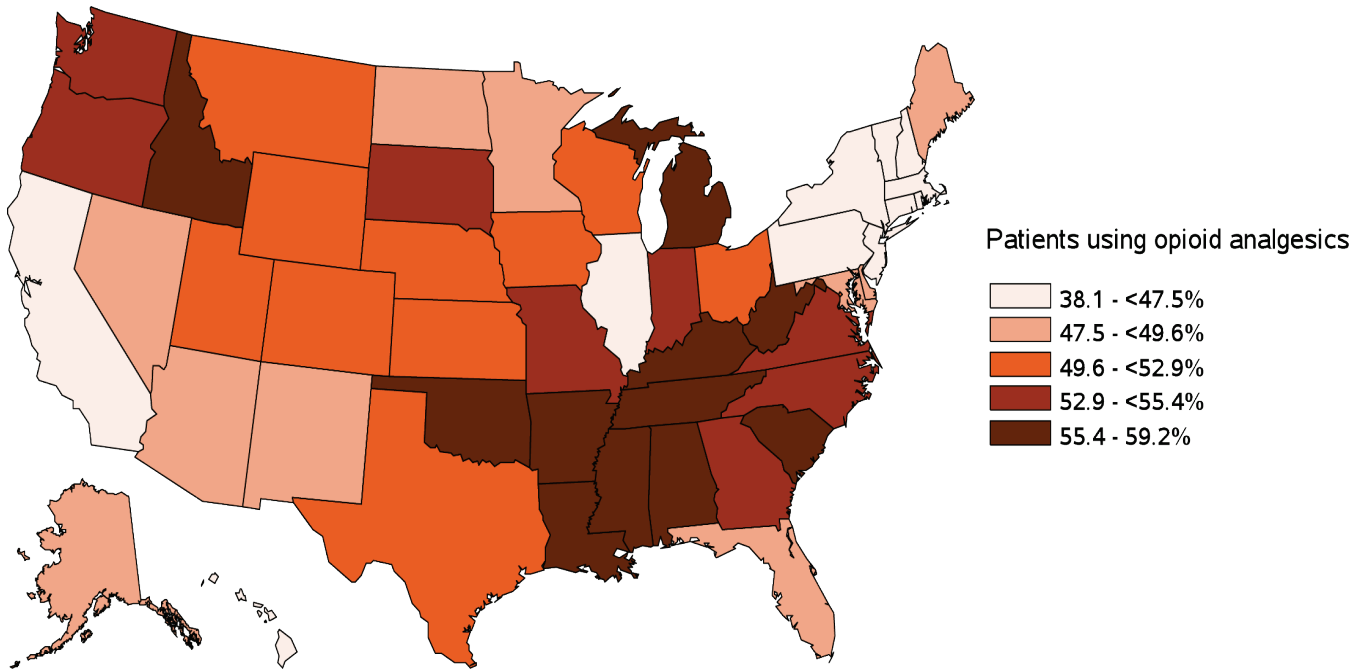 Patients using opioid analgesics
38.1 - <47.5%
47.5 - <49.6%
49.6 - <52.9%
52.9 - <55.4%
55.4 - 59.2%